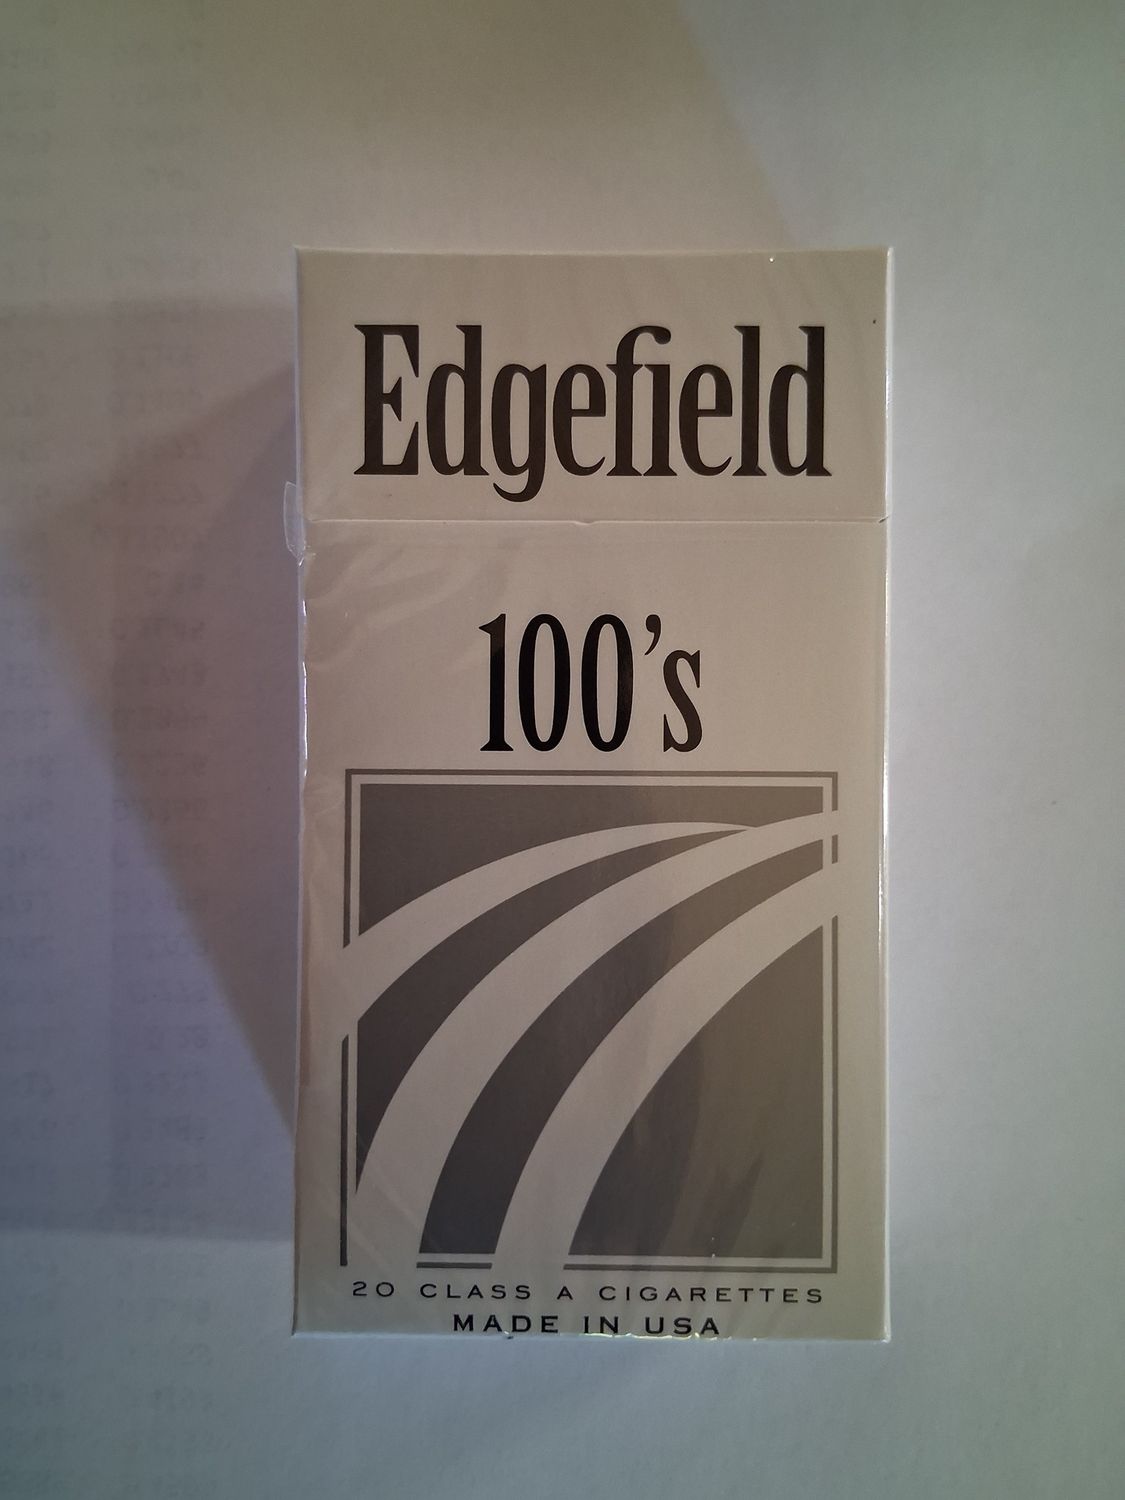 Edgefield
100's
20 CLASS A CIGARETTES
MADE IN USA